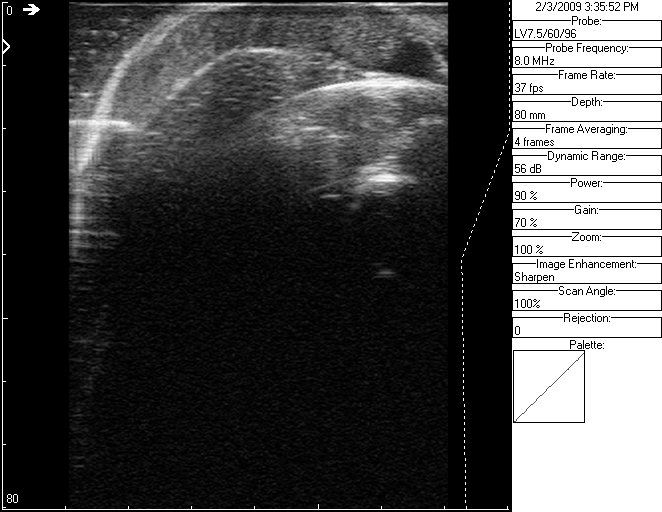 0
80
2/3/2009 3:35:52 PM
Probe:
LV7.5/60/96
Probe Frequency:
8.0 MHz
Frame Rate:
37 fps
Depth:
80 mm
Frame Averaging:
4 frames
Dynamic Range:
56 dB
Power:
90 %
Gain:
70 %
Zoom:
100 %
Image Enhancement:
Sharpen
Scan Angle:
100%
Rejection:
0
Palette: